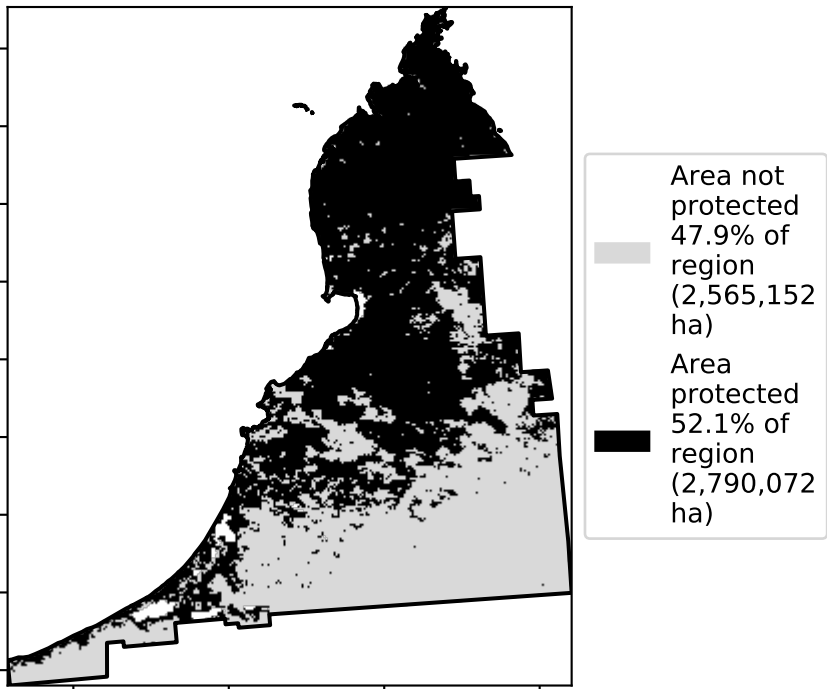 Area not
protected
47.9% of
region
(2,565,152
ha)
Area
protected
52.1% of
region
(2,790,072
ha)